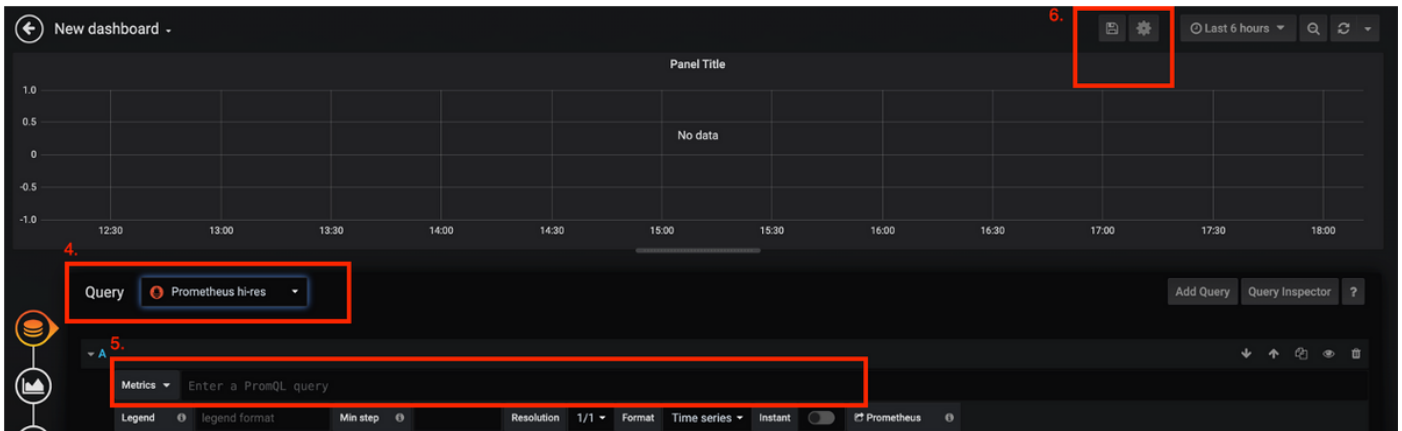 New dashboard
6.
Last 6 hours
Panel Title
1.0
0.5
No data
0
-0.5
-1.0
12:30 13:00 13:30 14:00 14:30 15:00 15:30 16:00 16:30 17:00 17:30 18:00
4.
Query Prometheus hi-res Add Query Query Inspector ?
5.
A
Metrics Enter a PromQL query
Legend legend format Min step Resolution 1/1 Format Time series Instant Prometheus